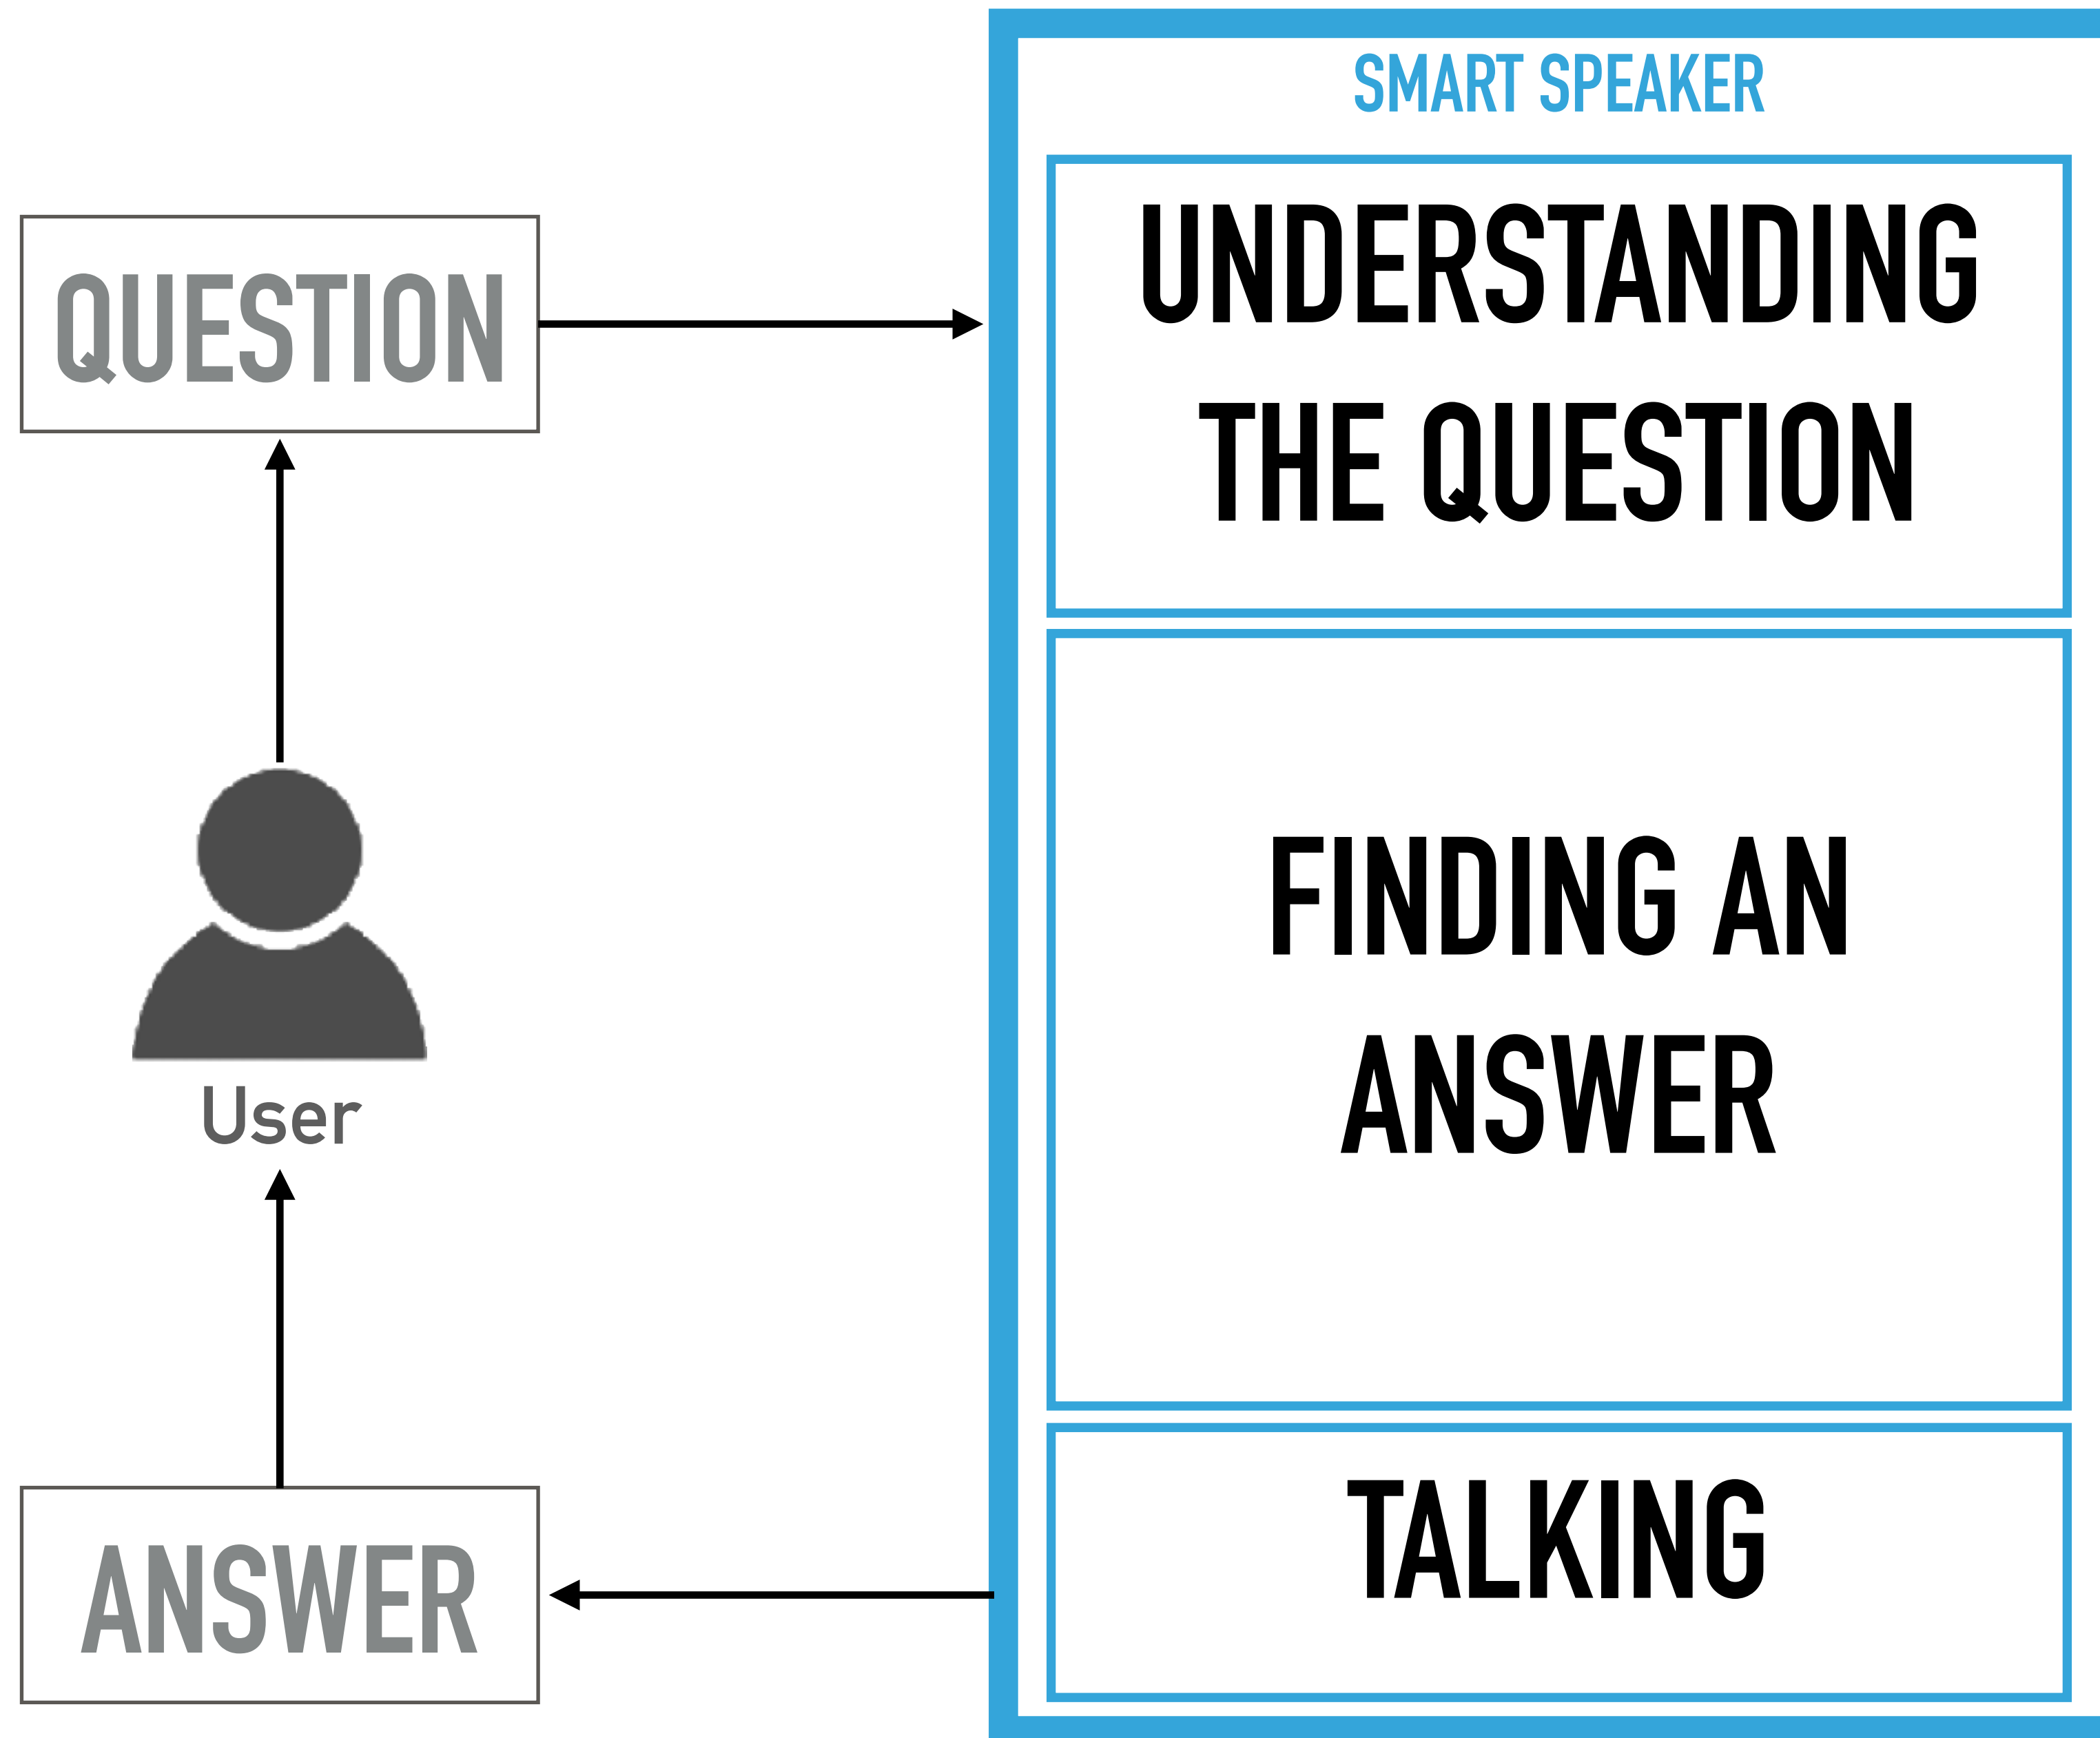 SMART SPEAKER
UNDERSTANDING
THE QUESTION
QUESTION
FINDING AN
ANSWER
User
TALKING
ANSWER